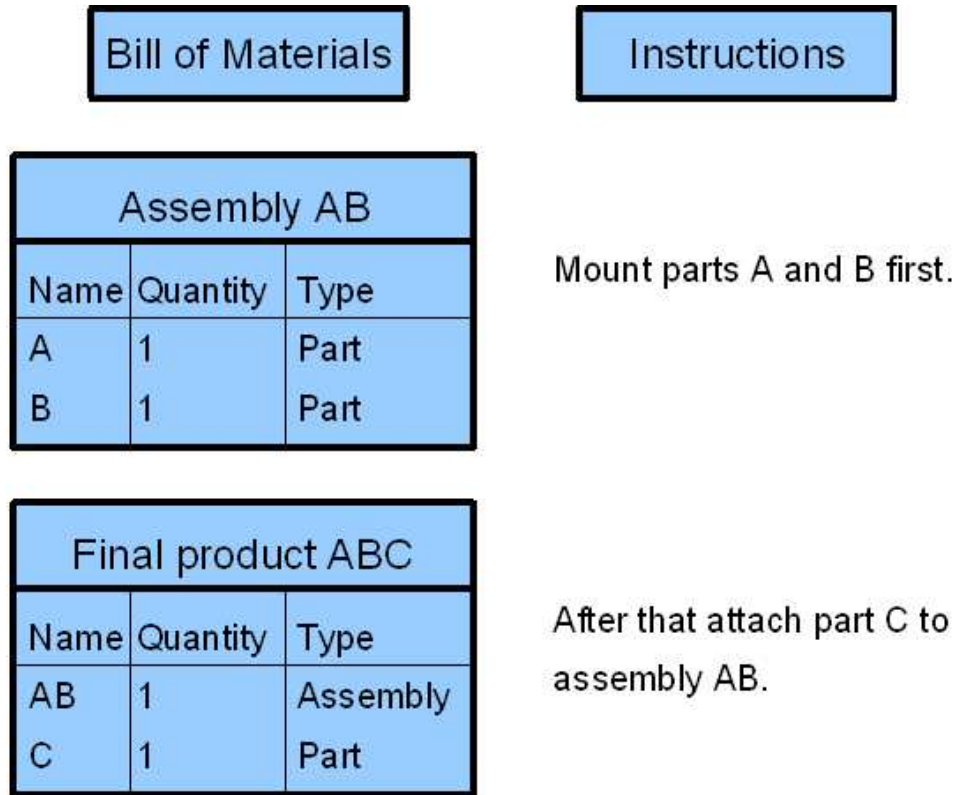 Bill of Materials
Instructions
Assembly AB
Name Quantity Type
A 1 Part
B 1 Part
Mount parts A and B first.
Final product ABC
Name Quantity Type
AB 1 Assembly
C 1 Part
After that attach part C to
assembly AB.